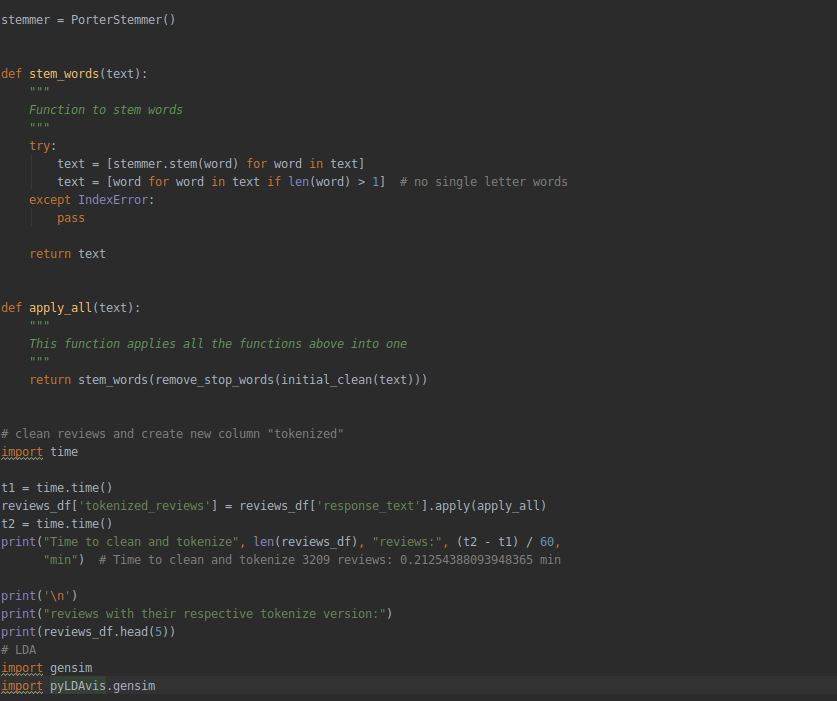 stemmer = PorterStemmer()
def stem_words(text):
"""
Function to stem words
"""
try:
text = [stemmer.stem(word) for word in text]
text = [word for word in text if len(word) > 1]  # no single letter words
except IndexError:
pass
return text
def apply_all(text):
"""
This function applies all the functions above into one
"""
return stem_words(remove_stop_words(initial_clean(text)))
# clean reviews and create new column "tokenized"
import time
t1 = time.time()
reviews_df['tokenized_reviews'] = reviews_df['response_text'].apply(apply_all)
t2 = time.time()
print("Time to clean and tokenize", len(reviews_df), "reviews:", (t2 - t1) / 60,
"min")  # Time to clean and tokenize 3209 reviews: 0.21254388093948365 min
print('\n')
print("reviews with their respective tokenize version:")
print(reviews_df.head(5))
# LDA
import gensim
import pyLDAvis.gensim